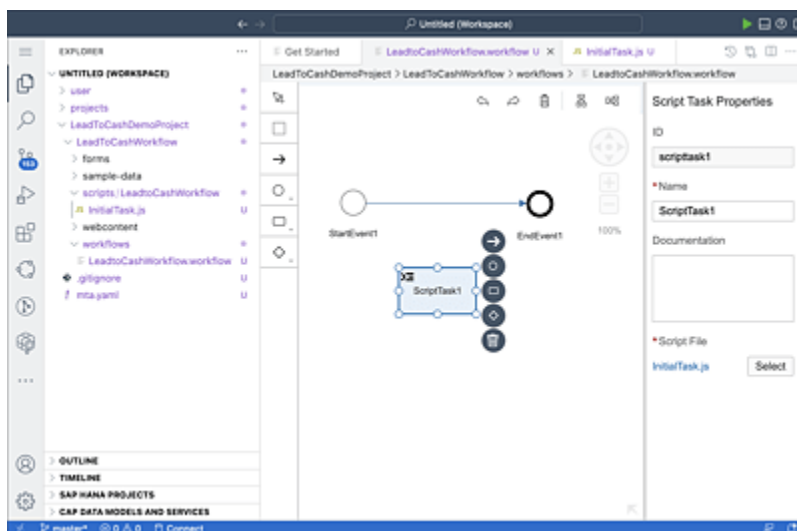 Untitled (Workspace)
EXPLORER
Get Started
LeadtoCashWorkflow.workflow U
InitialTask.js U
UNTITLED (WORKSPACE)
LeadToCashDemoProject > LeadToCashWorkflow > workflows > LeadtoCashWorkflow.workflow
user
projects
LeadToCashDemoProject
LeadToCashWorkflow
forms
sample-data
scripts/LeadtoCashWorkflow
InitialTask.js U
webcontent
workflows
LeadtoCashWorkflow.workflow U
.gitignore U
mta.yaml U
OUTLINE
TIMELINE
SAP HANA PROJECTS
CAP DATA MODELS AND SERVICES
StartEvent1
EndEvent1
ScriptTask1
100%
Script Task Properties
ID
scripttask1
*Name
ScriptTask1
Documentation
*Script File
InitialTask.js
Select
master* 0 0 Connect